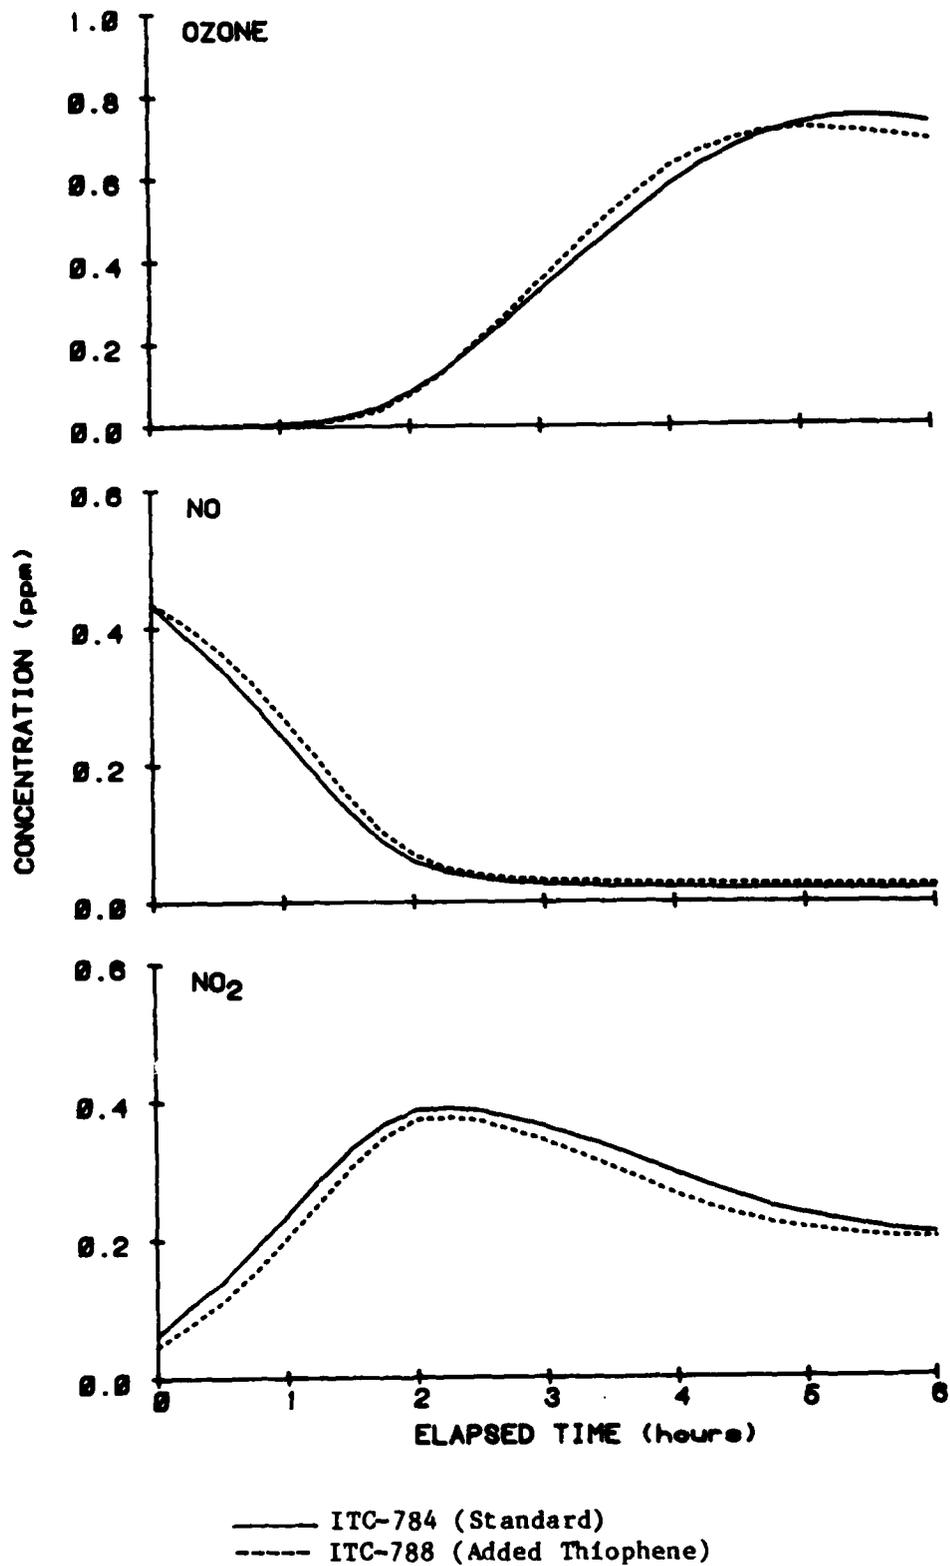 OZONE
1.0
0.8
0.6
0.4
0.2
0.0
CONCENTRATION (ppm)
NO
0.6
0.4
0.2
0.0
NO2
0.6
0.4
0.2
0.0
0 1 2 3 4 5 6
ELAPSED TIME (hours)
ITC-784 (Standard)
ITC-788 (Added Thiophene)